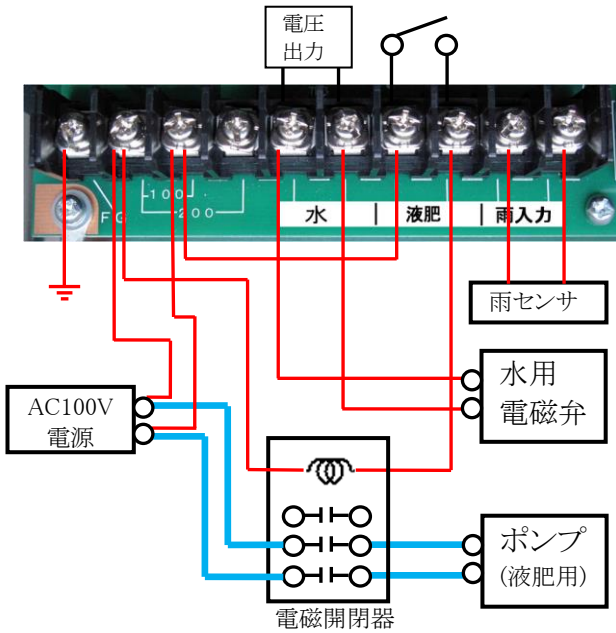 電圧
出力
FG
100
200
水
液肥
雨入力
雨センサ
水用
電磁弁
AC100V
電源
ポンプ
(液肥用)
電磁開閉器